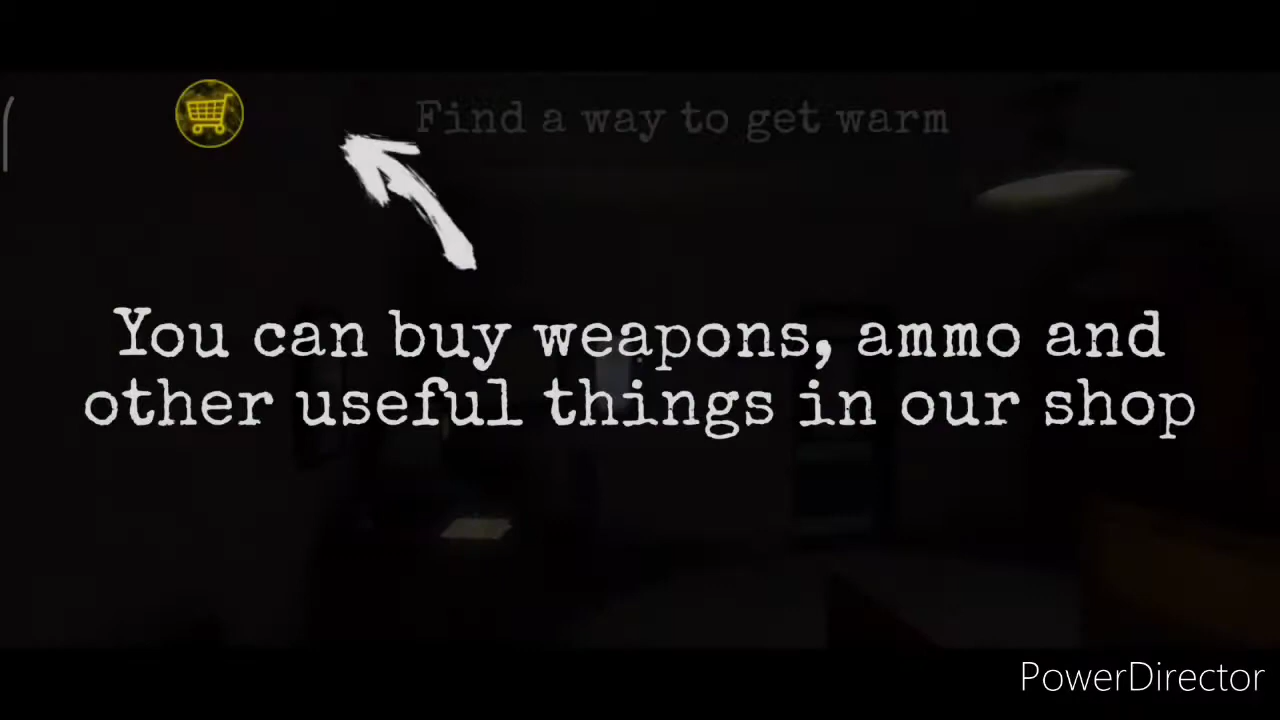 Find a way to get warm
You can buy weapons, ammo and
other useful things in our shop
PowerDirector